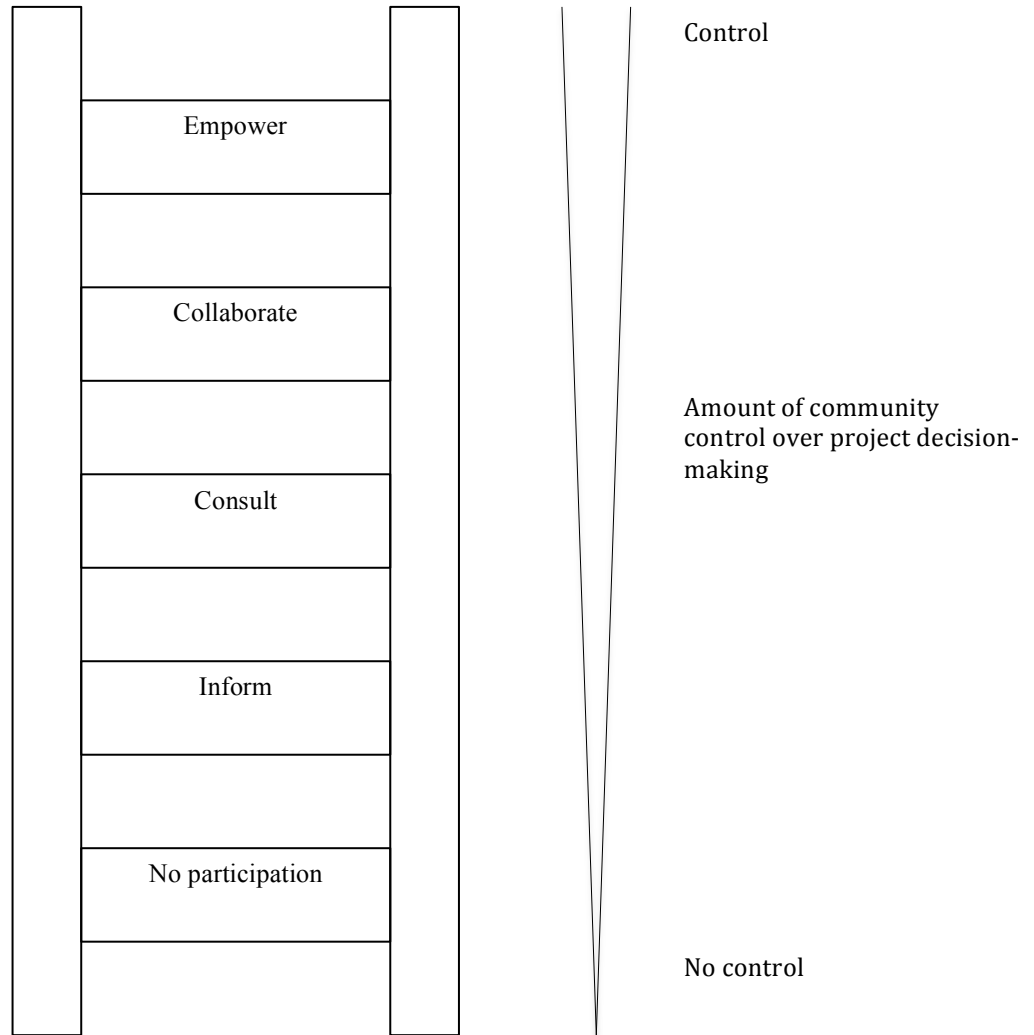 Control
Empower
Collaborate
Amount of community
control over project decision-
making
Consult
Inform
No participation
No control